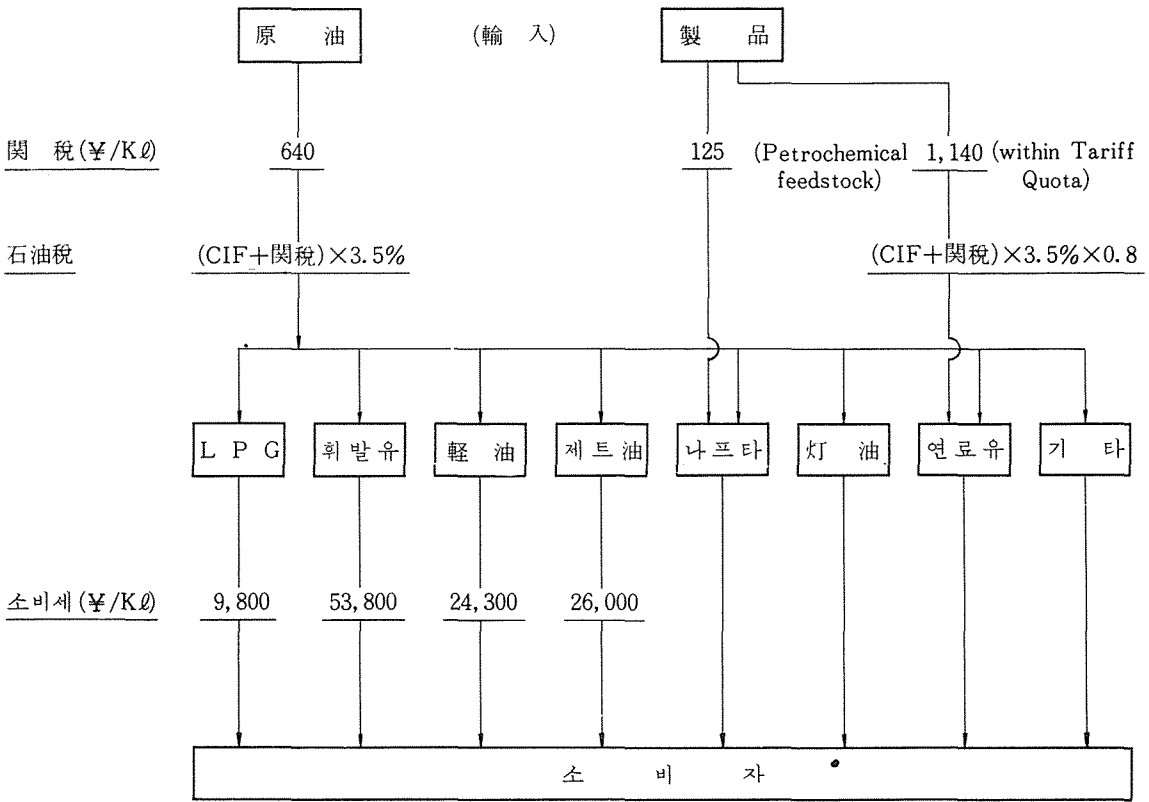 原 油 (輸 入) 製 品
関 税(¥/Kℓ) 640 125 (Petrochemical feedstock) 1,140 (within Tariff Quota)
石油税 (CIF+関税)×3.5% (CIF+関税)×3.5%×0.8
L P G 휘발유 軽 油 제트油 나프타 灯 油 연료유 기 타
소비세(¥/Kℓ) 9,800 53,800 24,300 26,000
소 비 자